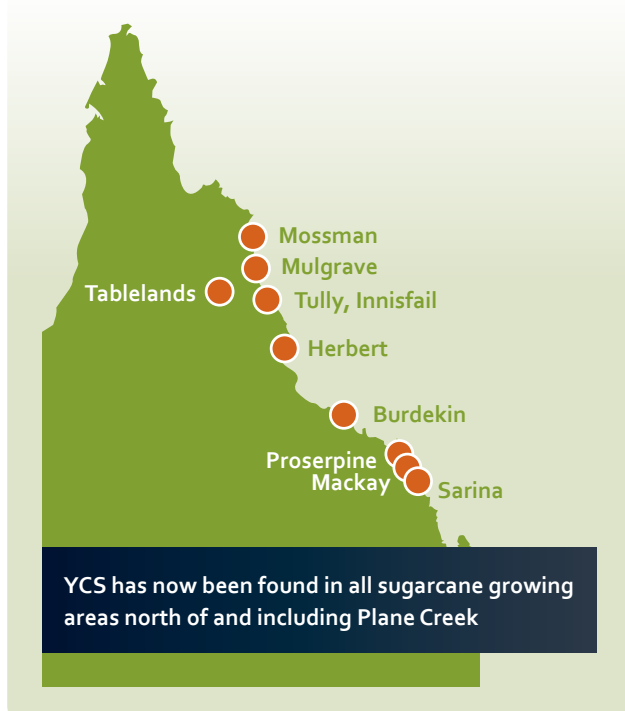 Mossman
Mulgrave
Tablelands
Tully, Innisfail
Herbert
Burdekin
Proserpine
Mackay
Sarina
YCS has now been found in all sugarcane growing
areas north of and including Plane Creek